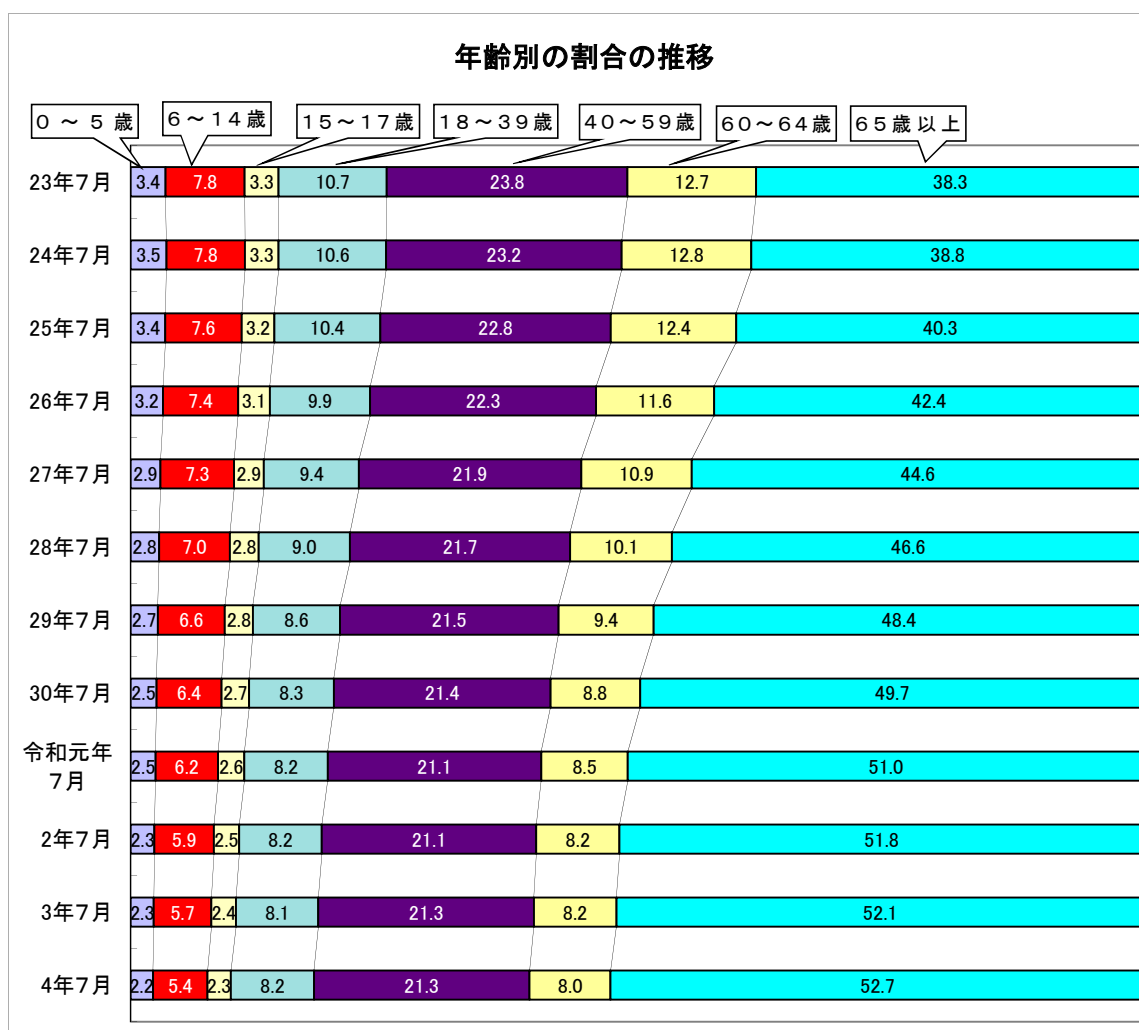 年齢別の割合の推移
０～５歳 ６～１４歳 １５～１７歳 １８～３９歳 ４０～５９歳 ６０～６４歳 ６５歳以上
23年7月 3.4 7.8 3.3 10.7 23.8 12.7 38.3
24年7月 3.5 7.8 3.3 10.6 23.2 12.8 38.8
25年7月 3.4 7.6 3.2 10.4 22.8 12.4 40.3
26年7月 3.2 7.4 3.1 9.9 22.3 11.6 42.4
27年7月 2.9 7.3 2.9 9.4 21.9 10.9 44.6
28年7月 2.8 7.0 2.8 9.0 21.7 10.1 46.6
29年7月 2.7 6.6 2.8 8.6 21.5 9.4 48.4
30年7月 2.5 6.4 2.7 8.3 21.4 8.8 49.7
令和元年
7月 2.5 6.2 2.6 8.2 21.1 8.5 51.0
2年7月 2.3 5.9 2.5 8.2 21.1 8.2 51.8
3年7月 2.3 5.7 2.4 8.1 21.3 8.2 52.1
4年7月 2.2 5.4 2.3 8.2 21.3 8.0 52.7